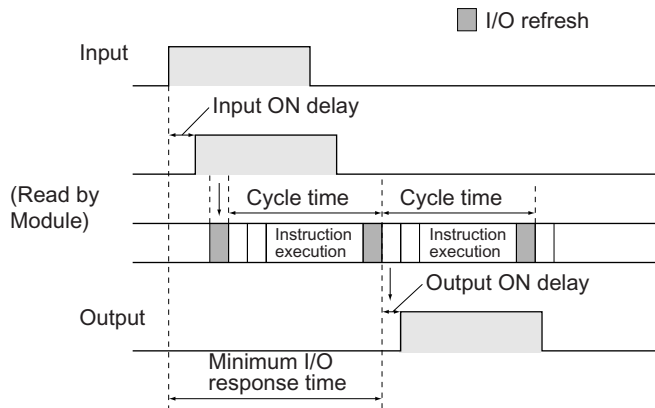 I/O refresh
Input
Input ON delay
(Read by
Module)
Cycle time
Cycle time
Instruction
execution
Instruction
execution
Output ON delay
Output
Minimum I/O
response time